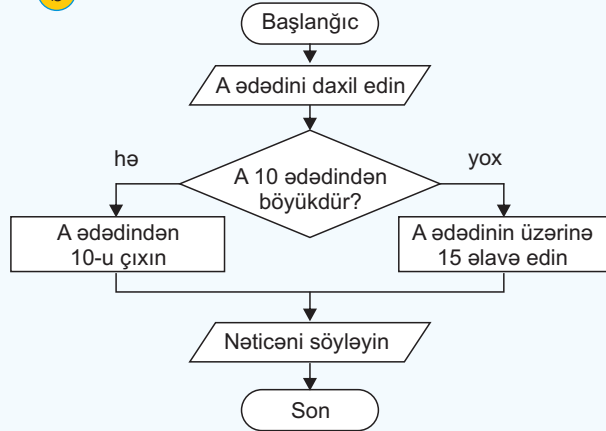 Başlanğıc
A ədədini daxil edin
hə
yox
A 10 ədədindən
böyükdür?
A ədədindən
10-u çıxın
A ədədinin üzərinə
15 əlavə edin
Nəticəni söyləyin
Son